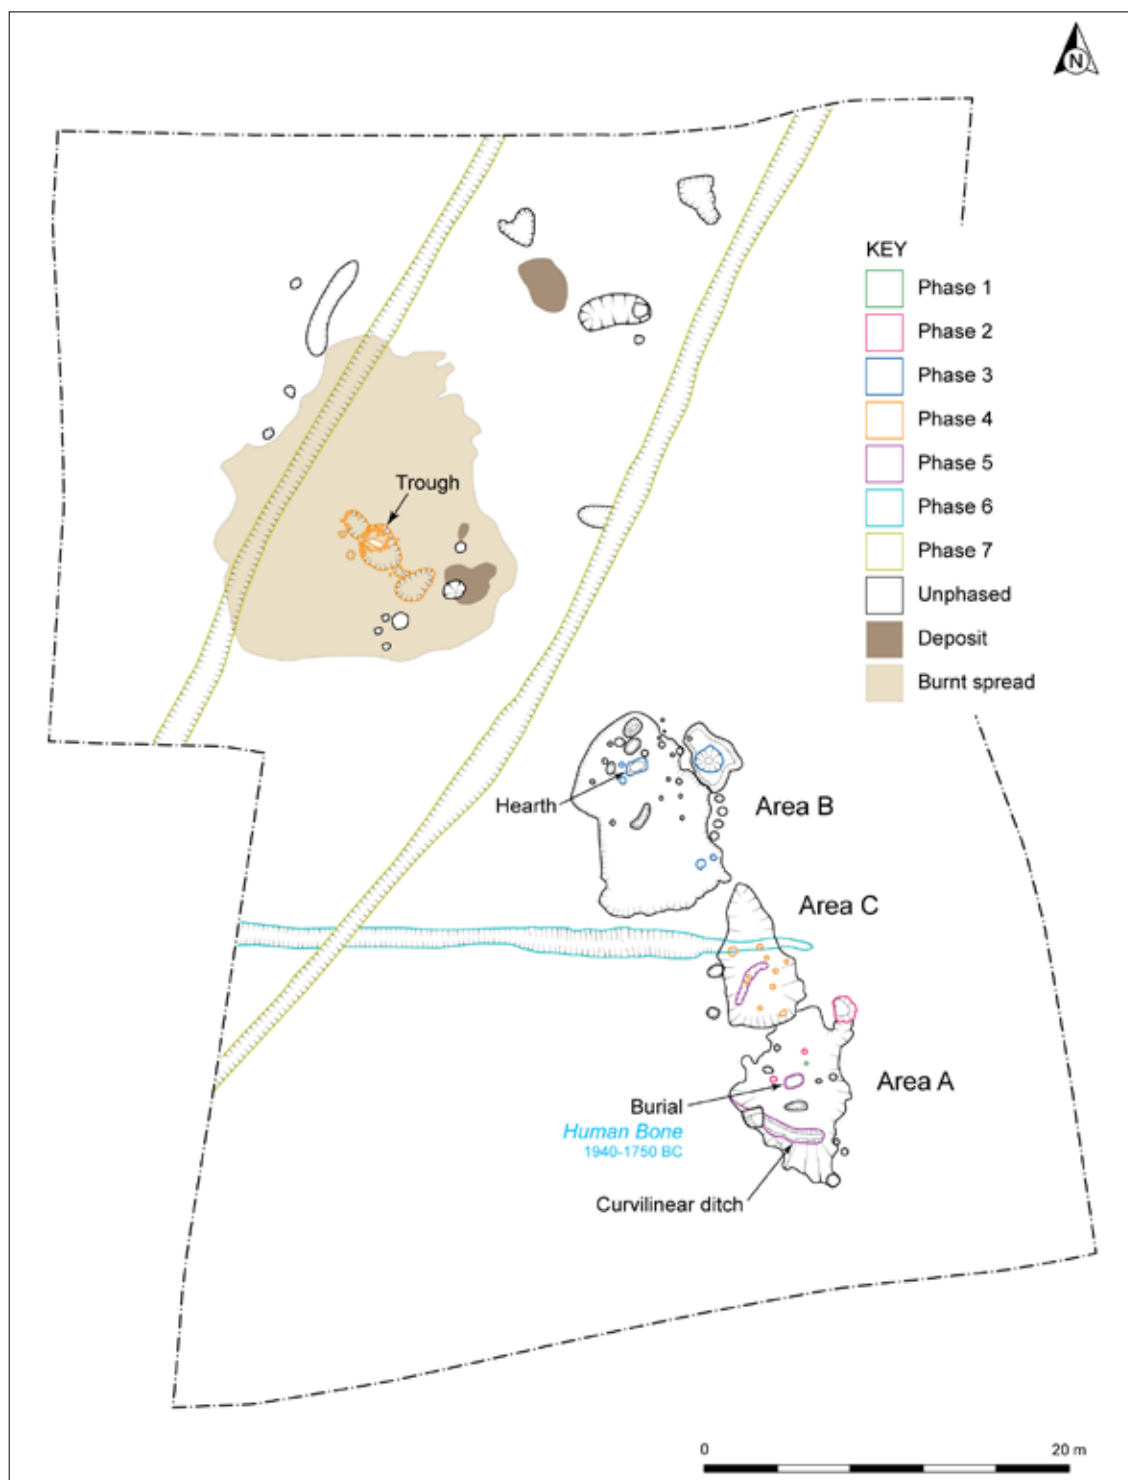 N
KEY
Phase 1
Phase 2
Phase 3
Phase 4
Phase 5
Phase 6
Phase 7
Unphased
Deposit
Burnt spread
Trough
Hearth
Area B
Area C
Area A
Burial
Human Bone
1940-1750 BC
Curvilinear ditch
0 20 m